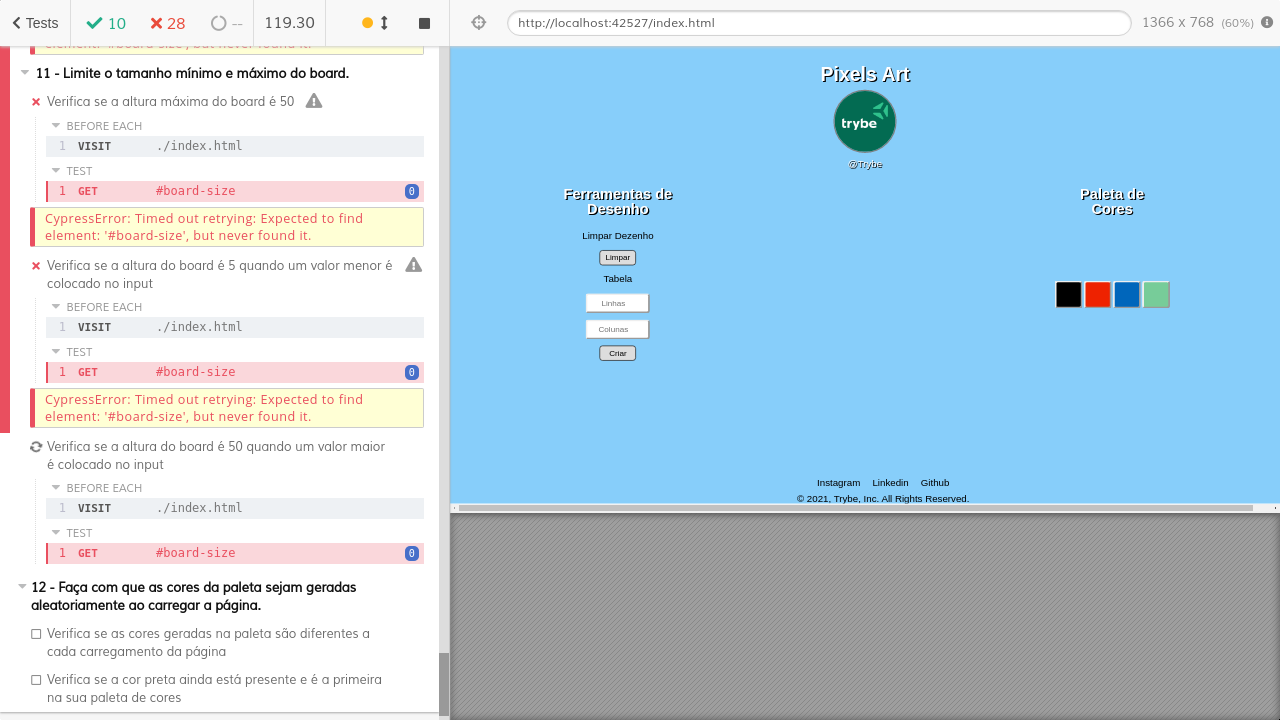 Tests
10
28
--
119.30
http://localhost:42527/index.html
1366 x 768 (60%)
element: '#board-size', but never found it.
11 - Limite o tamanho mínimo e máximo do board.
Verifica se a altura máxima do board é 50
BEFORE EACH
1 VISIT ./index.html
TEST
1 GET #board-size 0
CypressError: Timed out retrying: Expected to find
element: '#board-size', but never found it.
Verifica se a altura do board é 5 quando um valor menor é
colocado no input
BEFORE EACH
1 VISIT ./index.html
TEST
1 GET #board-size 0
CypressError: Timed out retrying: Expected to find
element: '#board-size', but never found it.
Verifica se a altura do board é 50 quando um valor maior
é colocado no input
BEFORE EACH
1 VISIT ./index.html
TEST
1 GET #board-size 0
12 - Faça com que as cores da paleta sejam geradas
aleatoriamente ao carregar a página.
Verifica se as cores geradas na paleta são diferentes a
cada carregamento da página
Verifica se a cor preta ainda está presente e é a primeira
na sua paleta de cores
Pixels Art
trybe
@Trybe
Ferramentas de
Desenho
Limpar Dezenho
Limpar
Tabela
Linhas
Colunas
Criar
Paleta de
Cores
Instagram Linkedin Github
© 2021, Trybe, Inc. All Rights Reserved.